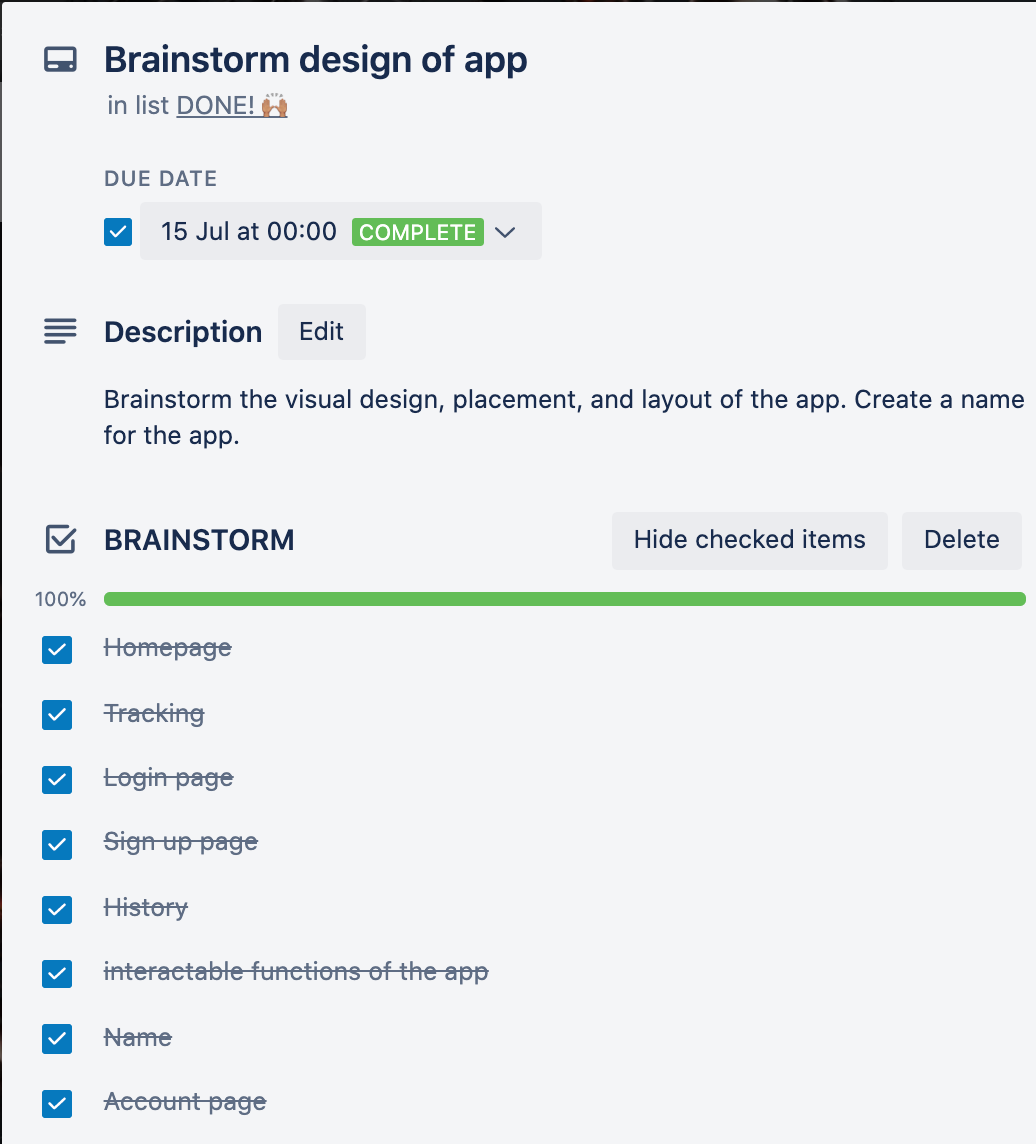 Brainstorm design of app
in list DONE! 🙌🏽
DUE DATE
15 Jul at 00:00 COMPLETE
Description Edit
Brainstorm the visual design, placement, and layout of the app. Create a name
for the app.
BRAINSTORM Hide checked items Delete
100%
Homepage
Tracking
Login page
Sign up page
History
interactable functions of the app
Name
Account page